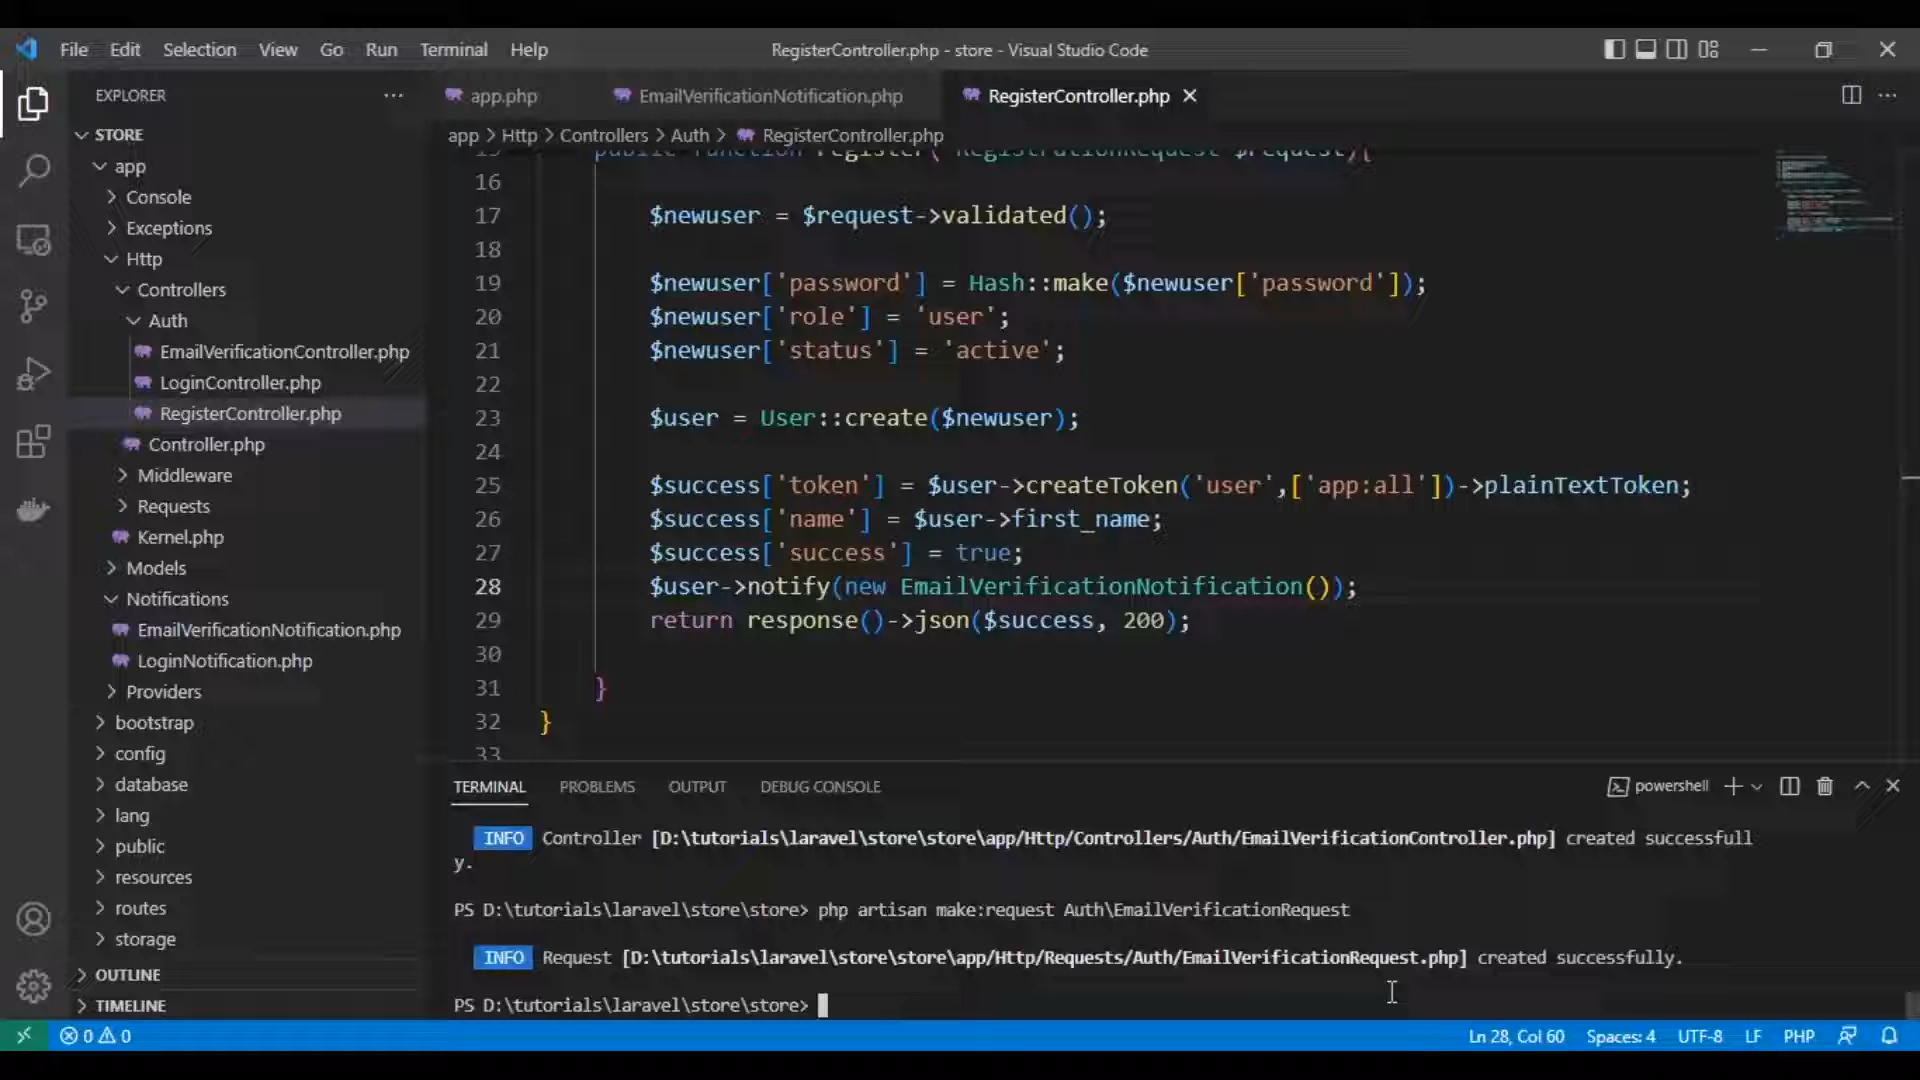 File Edit Selection View Go Run Terminal Help
RegisterController.php - store - Visual Studio Code
EXPLORER
STORE
app
Console
Exceptions
Http
Controllers
Auth
EmailVerificationController.php
LoginController.php
RegisterController.php
Controller.php
Middleware
Requests
Kernel.php
Models
Notifications
EmailVerificationNotification.php
LoginNotification.php
Providers
bootstrap
config
database
lang
public
resources
routes
storage
OUTLINE
TIMELINE
app.php EmailVerificationNotification.php RegisterController.php
app > Http > Controllers > Auth > RegisterController.php
15 public function register( RegistrationRequest $request){
16
17 $newuser = $request->validated();
18
19 $newuser['password'] = Hash::make($newuser['password']);
20 $newuser['role'] = 'user';
21 $newuser['status'] = 'active';
22
23 $user = User::create($newuser);
24
25 $success['token'] = $user->createToken('user',['app:all'])->plainTextToken;
26 $success['name'] = $user->first_name;
27 $success['success'] = true;
28 $user->notify(new EmailVerificationNotification());
29 return response()->json($success, 200);
30
31 }
32 }
33
TERMINAL PROBLEMS OUTPUT DEBUG CONSOLE powershell
INFO Controller [D:\tutorials\laravel\store\store\app/Http/Controllers/Auth/EmailVerificationController.php] created successfull
y.
PS D:\tutorials\laravel\store\store> php artisan make:request Auth\EmailVerificationRequest
INFO Request [D:\tutorials\laravel\store\store\app/Http/Requests/Auth/EmailVerificationRequest.php] created successfully.
PS D:\tutorials\laravel\store\store>
0 0 Ln 28, Col 60 Spaces: 4 UTF-8 LF PHP